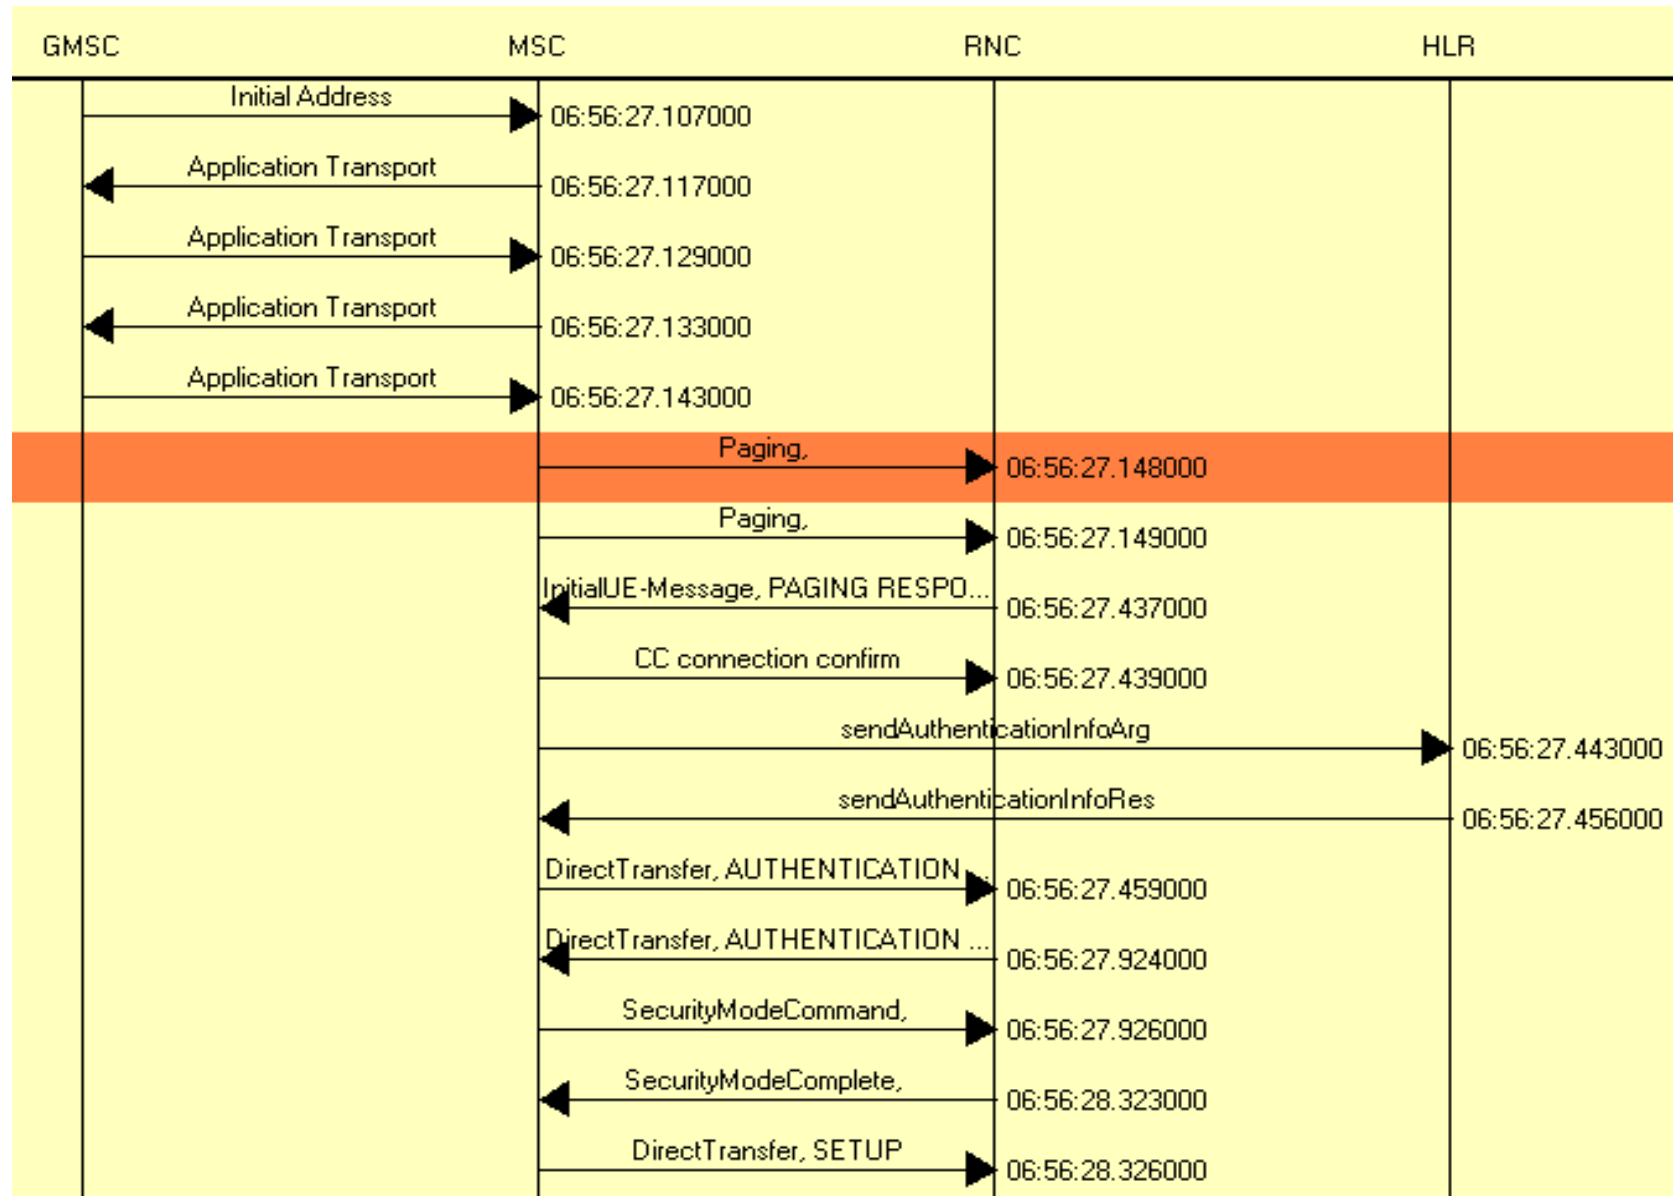 GMSC MSC RNC HLR
Initial Address
06:56:27.107000
Application Transport
06:56:27.117000
Application Transport
06:56:27.129000
Application Transport
06:56:27.133000
Application Transport
06:56:27.143000
Paging,
06:56:27.148000
Paging,
06:56:27.149000
InitialUE-Message, PAGING RESPO...
06:56:27.437000
CC connection confirm
06:56:27.439000
sendAuthenticationInfoArg
06:56:27.443000
sendAuthenticationInfoRes
06:56:27.456000
DirectTransfer, AUTHENTICATION ...
06:56:27.459000
DirectTransfer, AUTHENTICATION ...
06:56:27.924000
SecurityModeCommand,
06:56:27.926000
SecurityModeComplete,
06:56:28.323000
DirectTransfer, SETUP
06:56:28.326000